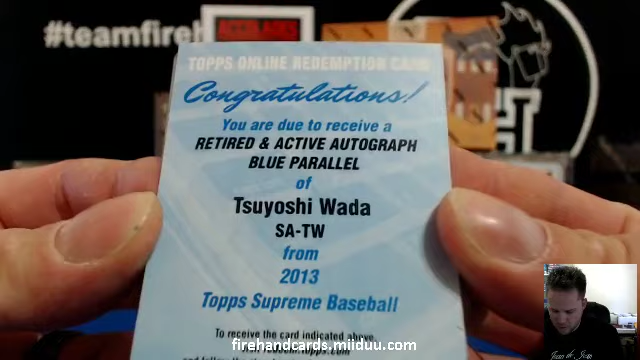 #teamfireh
TOPPS ONLINE REDEMPTION CARD
Congratulations!
You are due to receive a
RETIRED & ACTIVE AUTOGRAPH
BLUE PARALLEL
of
Tsuyoshi Wada
SA-TW
from
2013
Topps Supreme Baseball
To receive the card indicated above,
firehandcards.miiduu.com